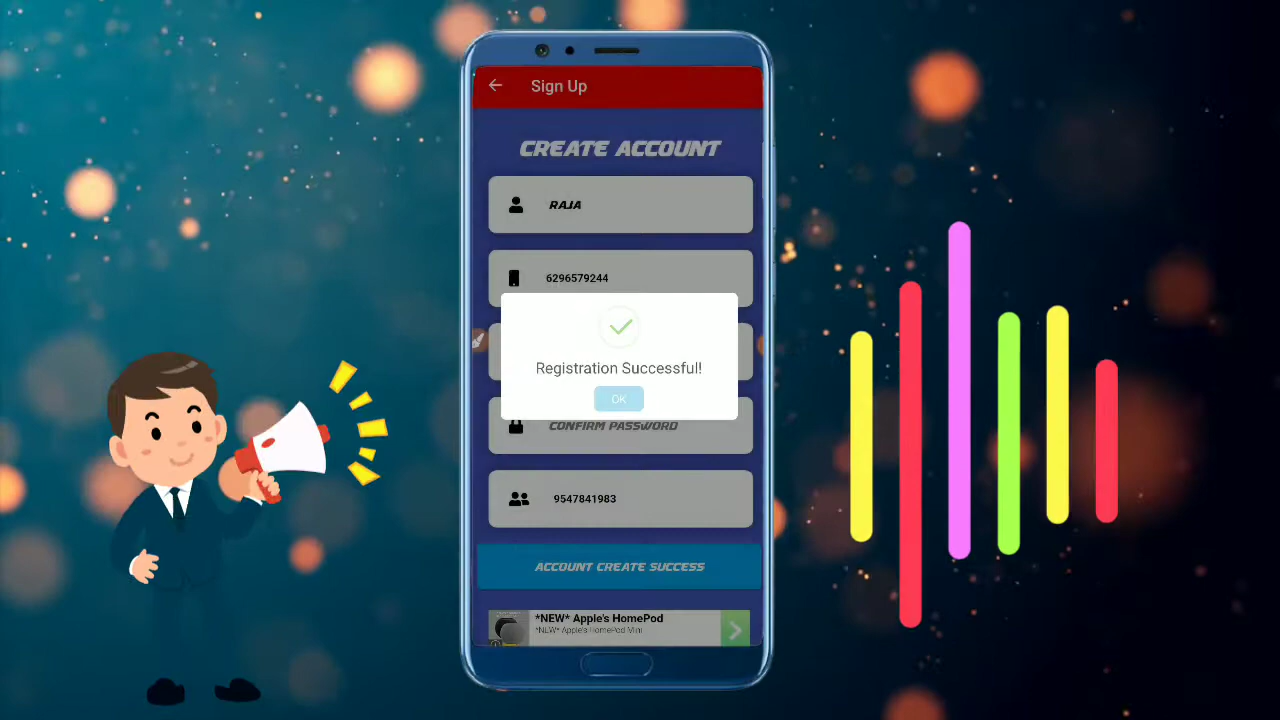 Sign Up
CREATE ACCOUNT
RAJA
6296579244
Registration Successful!
OK
CONFIRM PASSWORD
9547841983
ACCOUNT CREATE SUCCESS
*NEW* Apple's HomePod
*NEW* Apple's HomePod Mini